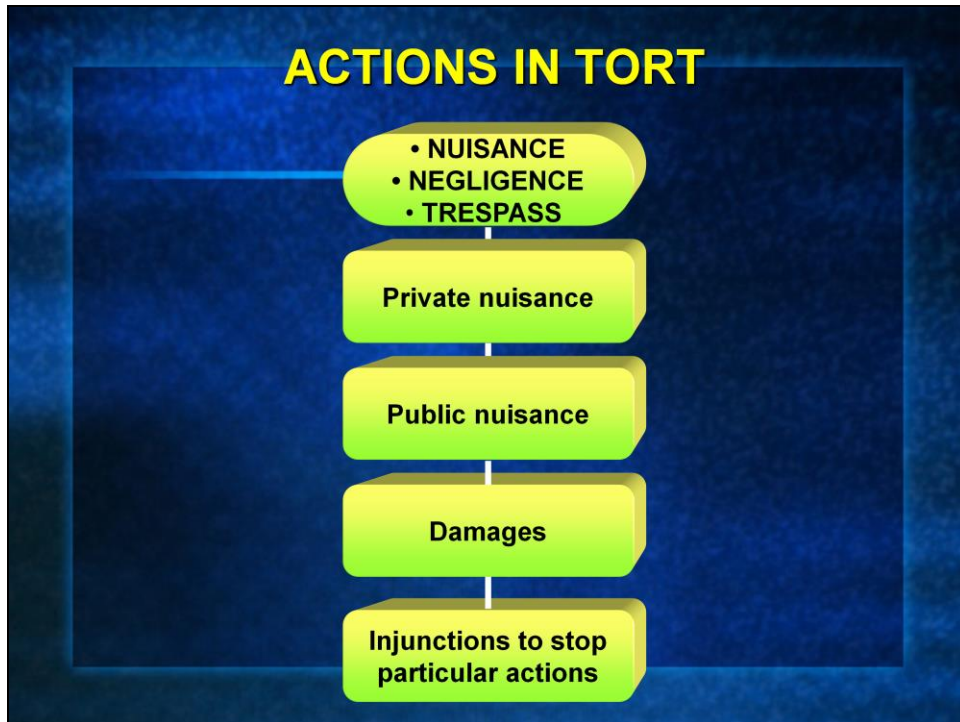 ACTIONS IN TORT
• NUISANCE
• NEGLIGENCE
• TRESPASS
Private nuisance
Public nuisance
Damages
Injunctions to stop
particular actions